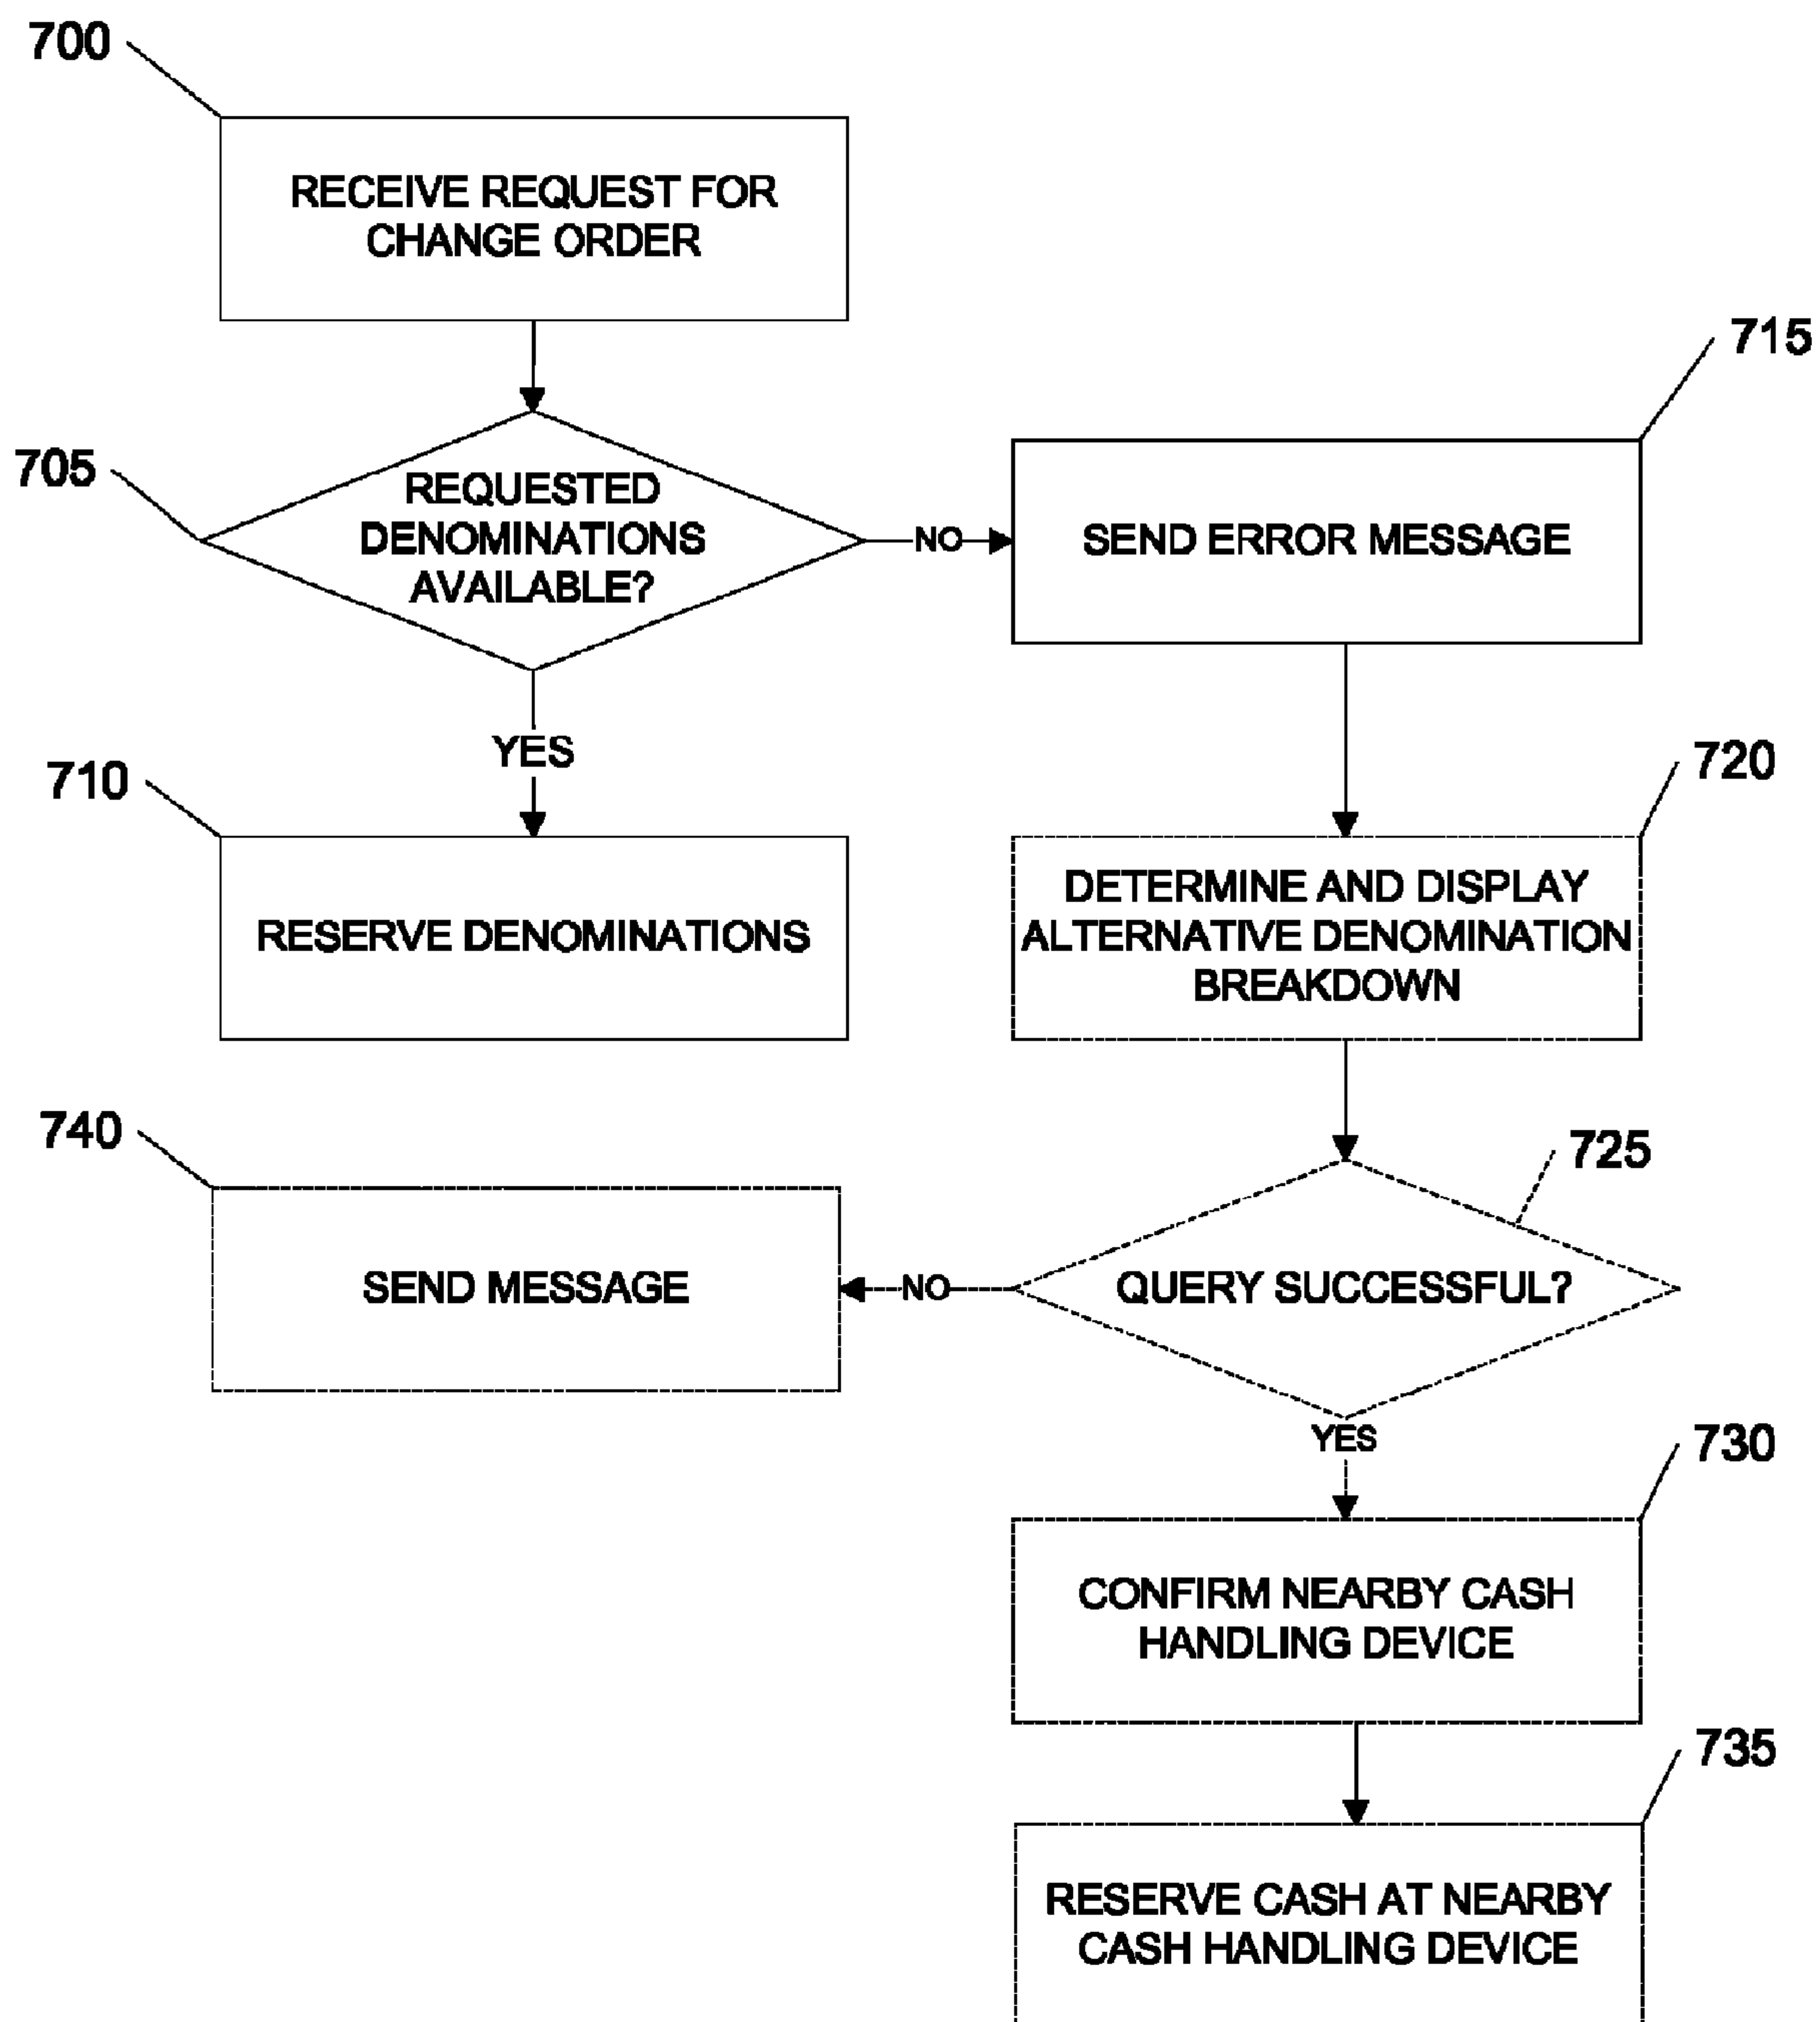 700
RECEIVE REQUEST FOR
CHANGE ORDER
705
REQUESTED
DENOMINATIONS
AVAILABLE?
NO
715
SEND ERROR MESSAGE
YES
710
RESERVE DENOMINATIONS
720
DETERMINE AND DISPLAY
ALTERNATIVE DENOMINATION
BREAKDOWN
725
QUERY SUCCESSFUL?
NO
740
SEND MESSAGE
YES
730
CONFIRM NEARBY CASH
HANDLING DEVICE
735
RESERVE CASH AT NEARBY
CASH HANDLING DEVICE